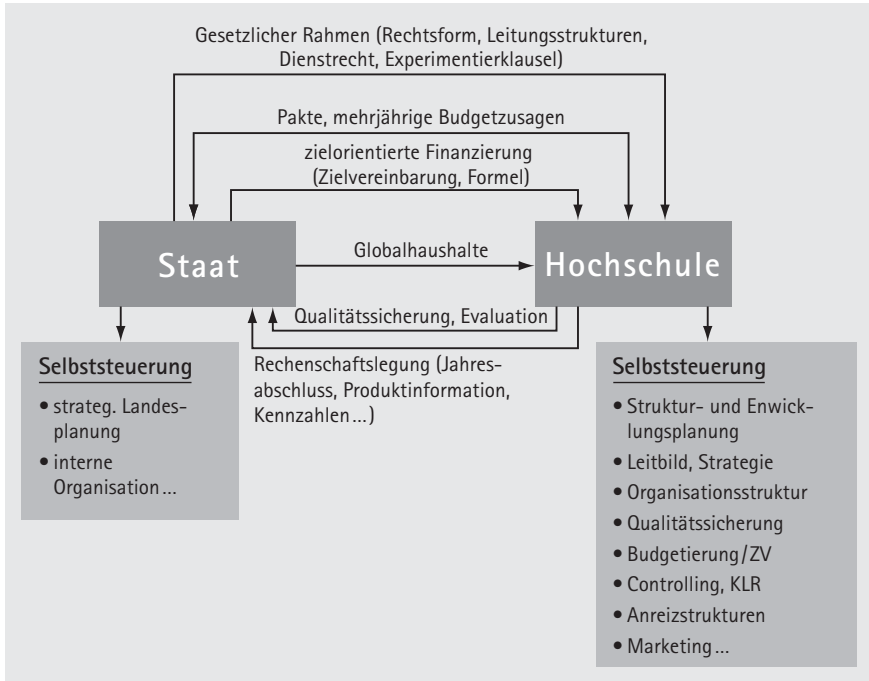 Gesetzlicher Rahmen (Rechtsform, Leitungsstrukturen,
Dienstrecht, Experimentierklausel)
Pakte, mehrjährige Budgetzusagen
zielorientierte Finanzierung
(Zielvereinbarung, Formel)
Staat
Globalhaushalte
Hochschule
Qualitätssicherung, Evaluation
Rechenschaftslegung (Jahres-
abschluss, Produktinformation,
Kennzahlen...)
Selbststeuerung
• strateg. Landes-
planung
• interne
Organisation...
Selbststeuerung
• Struktur- und Enwick-
lungsplanung
• Leitbild, Strategie
• Organisationsstruktur
• Qualitätssicherung
• Budgetierung/ZV
• Controlling, KLR
• Anreizstrukturen
• Marketing...